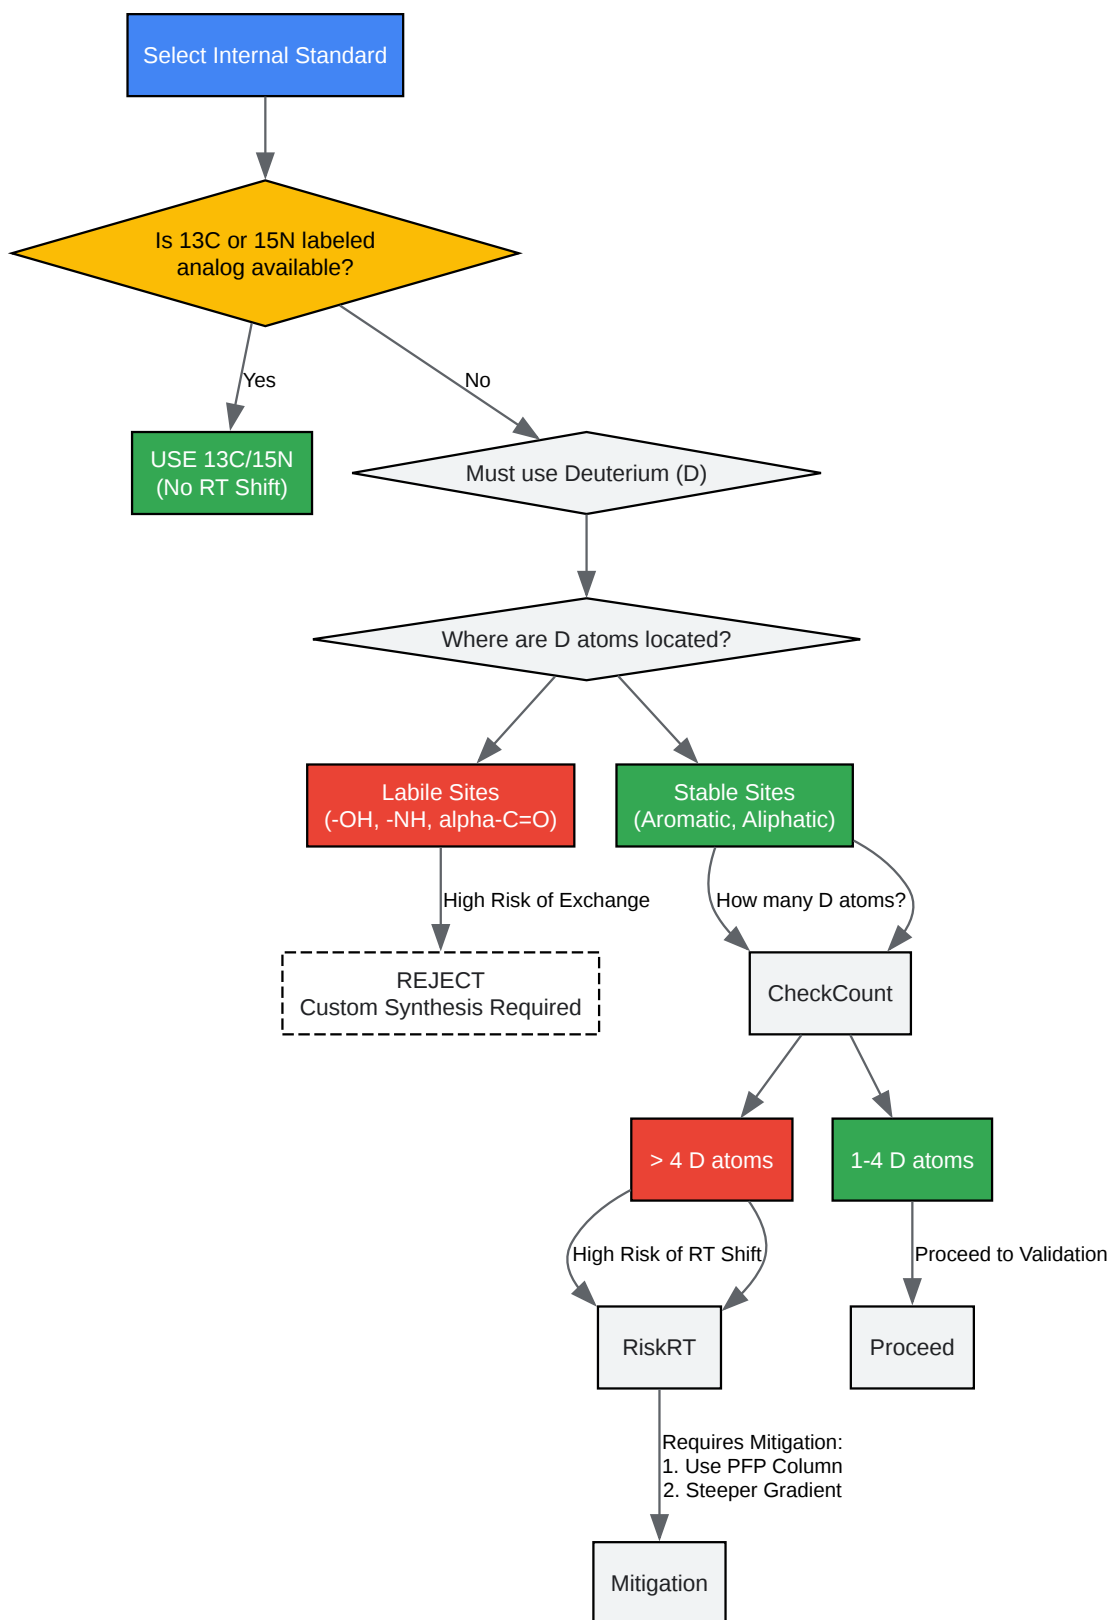 Select Internal Standard
Is 13C or 15N labeled
analog available?
Yes
No
USE 13C/15N
(No RT Shift)
Must use Deuterium (D)
Where are D atoms located?
Labile Sites
(-OH, -NH, alpha-C=O)
Stable Sites
(Aromatic, Aliphatic)
High Risk of Exchange
How many D atoms?
REJECT
Custom Synthesis Required
CheckCount
> 4 D atoms
1-4 D atoms
High Risk of RT Shift
Proceed to Validation
RiskRT
Proceed
Requires Mitigation:
1. Use PFP Column
2. Steeper Gradient
Mitigation